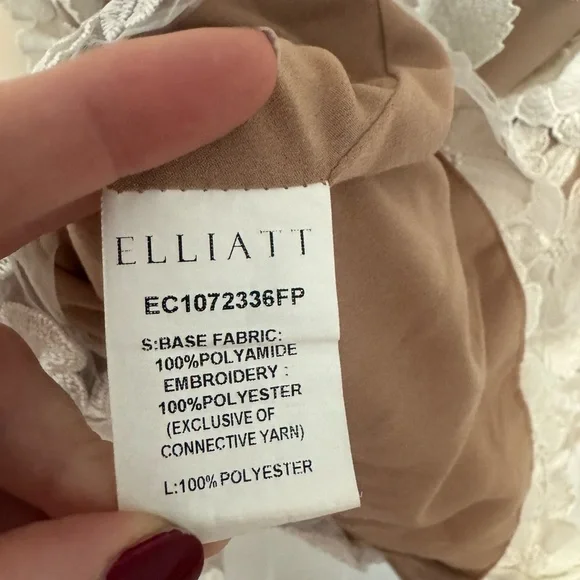 ELLIATT
EC1072336FP
S:BASE FABRIC:
100%POLYAMIDE
EMBROIDERY :
100%POLYESTER
(EXCLUSIVE OF
CONNECTIVE YARN)
L:100%POLYESTER